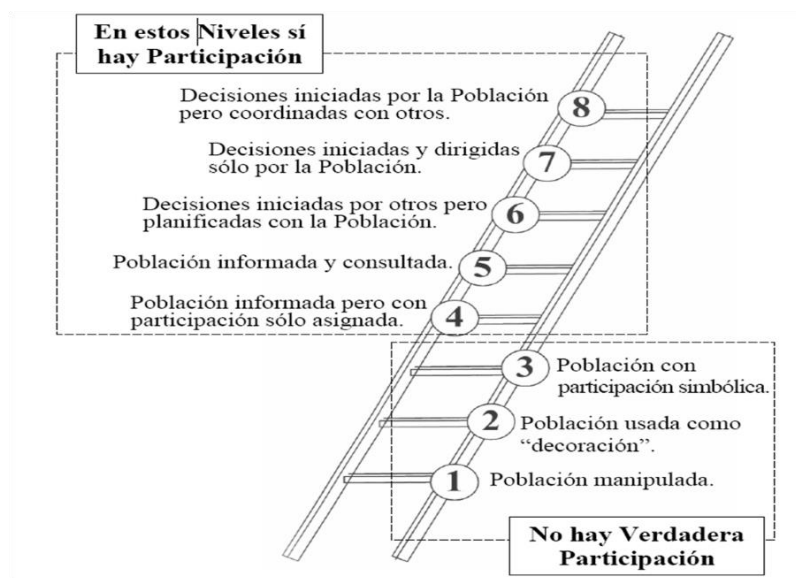 En estos Niveles sí
hay Participación
Decisiones iniciadas por la Población
pero coordinadas con otros.
8
Decisiones iniciadas y dirigidas
sólo por la Población.
7
Decisiones iniciadas por otros pero
planificadas con la Población.
6
Población informada y consultada.
5
Población informada pero con
participación sólo asignada.
4
3
Población con
participación simbólica.
2
Población usada como
“decoración”.
1
Población manipulada.
No hay Verdadera
Participación